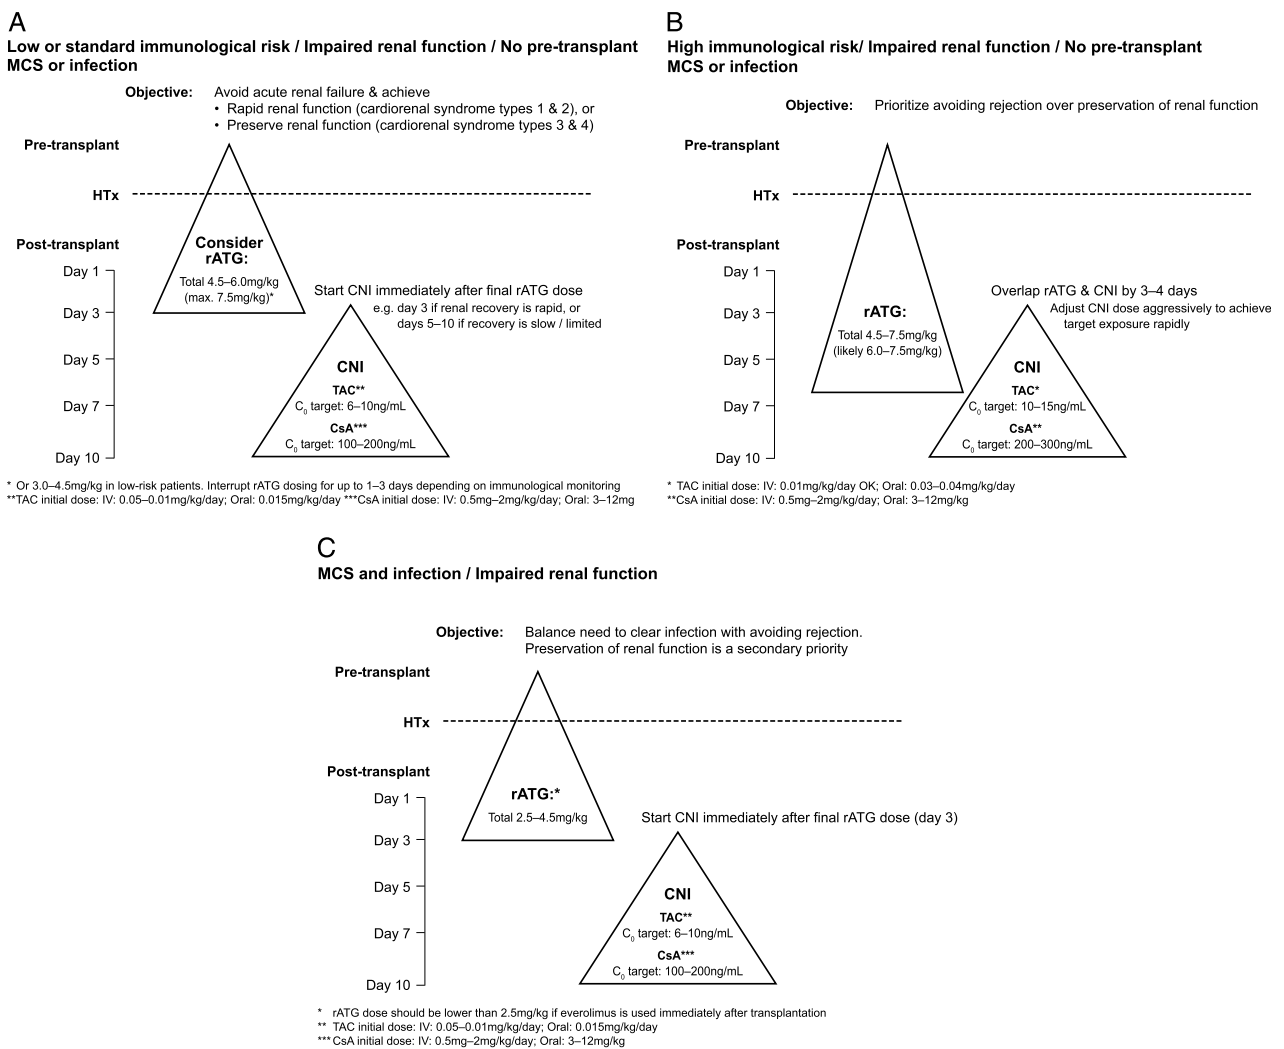 A
Low or standard immunological risk / Impaired renal function / No pre-transplant
MCS or infection
Objective: Avoid acute renal failure & achieve
• Rapid renal function (cardiorenal syndrome types 1 & 2), or
• Preserve renal function (cardiorenal syndrome types 3 & 4)
Pre-transplant
HTx
Post-transplant
Day 1
Day 3
Day 5
Day 7
Day 10
Consider
rATG:
Total 4.5–6.0mg/kg
(max. 7.5mg/kg)*
Start CNI immediately after final rATG dose
e.g. day 3 if renal recovery is rapid, or
days 5–10 if recovery is slow / limited
CNI
TAC**
C0 target: 6–10ng/mL
CsA***
C0 target: 100–200ng/mL
* Or 3.0–4.5mg/kg in low-risk patients. Interrupt rATG dosing for up to 1–3 days depending on immunological monitoring
**TAC initial dose: IV: 0.05–0.01mg/kg/day; Oral: 0.015mg/kg/day ***CsA initial dose: IV: 0.5mg–2mg/kg/day; Oral: 3–12mg
B
High immunological risk/ Impaired renal function / No pre-transplant
MCS or infection
Objective: Prioritize avoiding rejection over preservation of renal function
Pre-transplant
HTx
Post-transplant
Day 1
Day 3
Day 5
Day 7
Day 10
rATG:
Total 4.5–7.5mg/kg
(likely 6.0–7.5mg/kg)
Overlap rATG & CNI by 3–4 days
Adjust CNI dose aggressively to achieve
target exposure rapidly
CNI
TAC*
C0 target: 10–15ng/mL
CsA**
C0 target: 200–300ng/mL
* TAC initial dose: IV: 0.01mg/kg/day OK; Oral: 0.03–0.04mg/kg/day
**CsA initial dose: IV: 0.5mg–2mg/kg/day; Oral: 3–12mg/kg
C
MCS and infection / Impaired renal function
Objective: Balance need to clear infection with avoiding rejection.
Preservation of renal function is a secondary priority
Pre-transplant
HTx
Post-transplant
Day 1
Day 3
Day 5
Day 7
Day 10
rATG:*
Total 2.5–4.5mg/kg
Start CNI immediately after final rATG dose (day 3)
CNI
TAC**
C0 target: 6–10ng/mL
CsA***
C0 target: 100–200ng/mL
* rATG dose should be lower than 2.5mg/kg if everolimus is used immediately after transplantation
** TAC initial dose: IV: 0.05–0.01mg/kg/day; Oral: 0.015mg/kg/day
*** CsA initial dose: IV: 0.5mg–2mg/kg/day; Oral: 3–12mg/kg